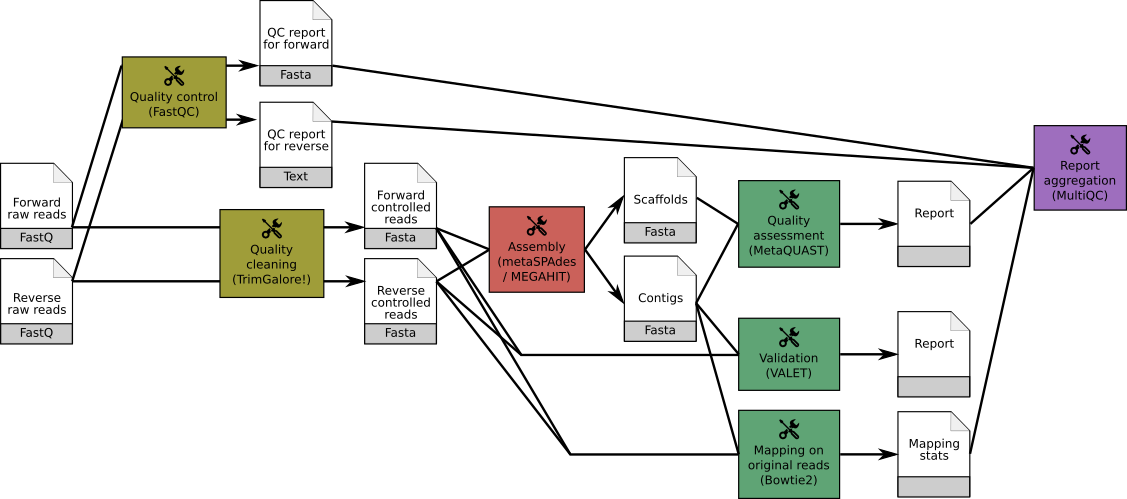 QC report
for forward
Fasta
Quality control
(FastQC)
QC report
for reverse
Text
Forward
raw reads
FastQ
Reverse
raw reads
FastQ
Quality
cleaning
(TrimGalore!)
Forward
controlled
reads
Fasta
Reverse
controlled
reads
Fasta
Assembly
(metaSPAdes
/ MEGAHIT)
Scaffolds
Fasta
Contigs
Fasta
Quality
assessment
(MetaQUAST)
Report
Validation
(VALET)
Report
Mapping on
original reads
(Bowtie2)
Mapping
stats
Report
aggregation
(MultiQC)